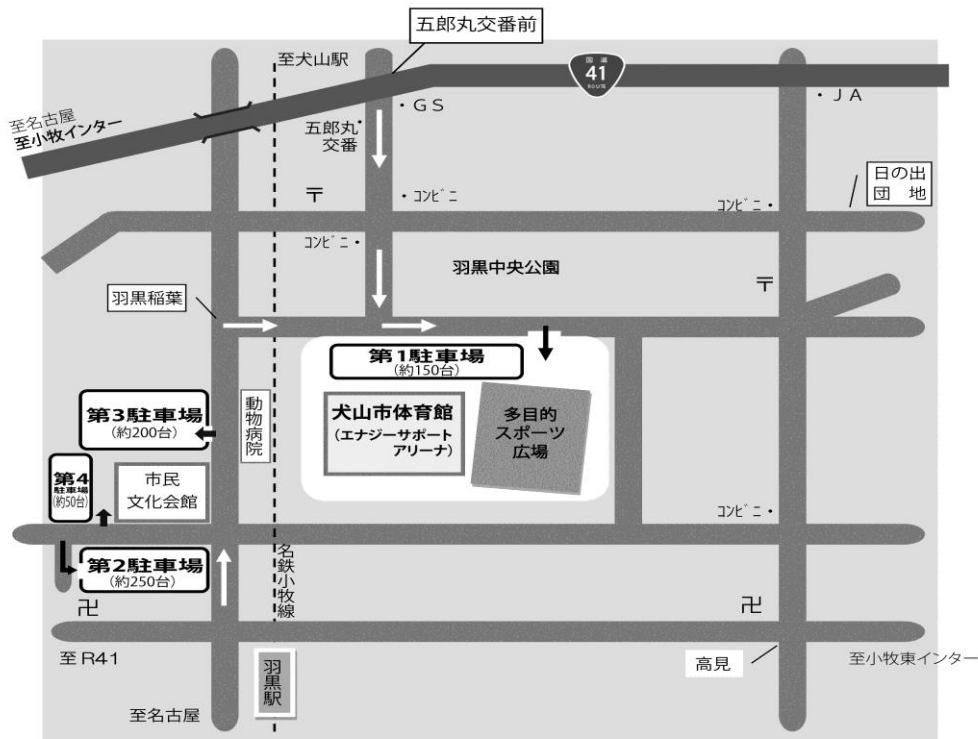 五郎丸交番前
至犬山駅
国道
41
ROUTE
・GS
・JA
至名古屋
至小牧インター
五郎丸
交番
〒
・コンビニ
コンビニ・
日の出
団 地
コンビニ・
羽黒中央公園
〒
羽黒稲葉
第1駐車場
(約150台)
第3駐車場
(約200台)
動物病院
犬山市体育館
(エナジーサポート
アリーナ)
多目的
スポーツ
広場
第4
駐車場
(約50台)
市民
文化会館
コンビニ・
第2駐車場
(約250台)
名鉄小牧線
卍
卍
至R41
羽黒駅
高見
至小牧東インター
至名古屋